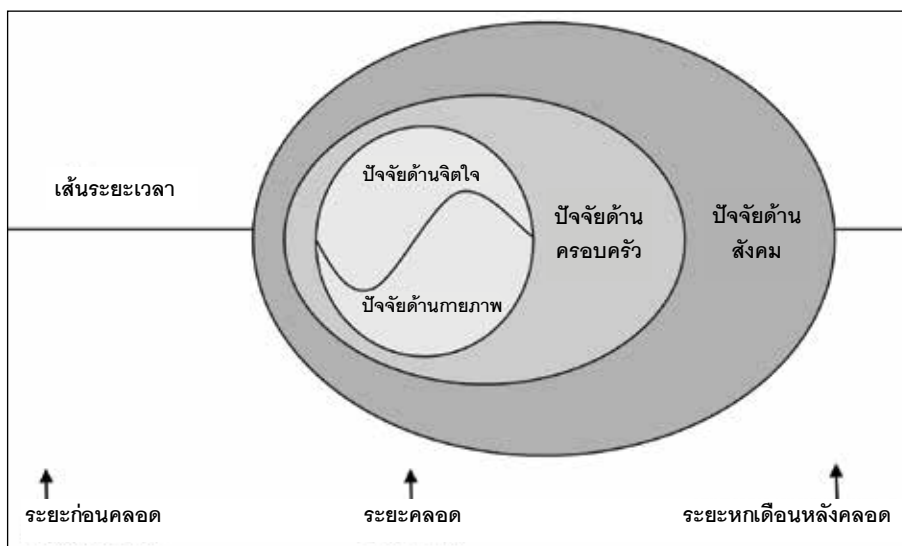 ปัจจัยด้านจิตใจ
เส้นระยะเวลา
ปัจจัยด้าน
ครอบครัว
ปัจจัยด้าน
สังคม
ปัจจัยด้านกายภาพ
ระยะก่อนคลอด
ระยะคลอด
ระยะหกเดือนหลังคลอด